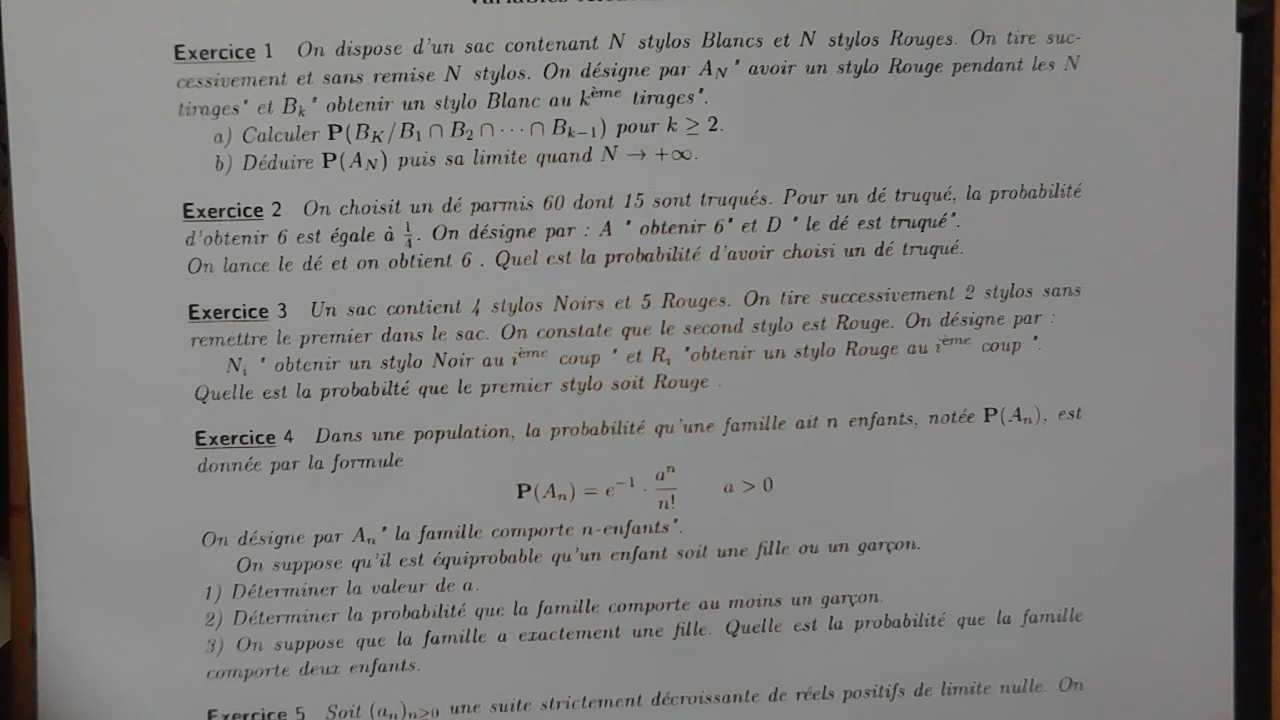 Exercice 1 On dispose d'un sac contenant N stylos Blancs et N stylos Rouges. On tire suc-
cessivement et sans remise N stylos. On désigne par A_N " avoir un stylo Rouge pendant les N
tirages" et B_k " obtenir un stylo Blanc au k^ème tirages".
a) Calculer P(B_K/B_1 ∩ B_2 ∩ ··· ∩ B_{k−1}) pour k ≥ 2.
b) Déduire P(A_N) puis sa limite quand N → +∞.
Exercice 2 On choisit un dé parmis 60 dont 15 sont truqués. Pour un dé truqué, la probabilité
d'obtenir 6 est égale à 1/4. On désigne par : A " obtenir 6" et D " le dé est truqué".
On lance le dé et on obtient 6 . Quel est la probabilité d'avoir choisi un dé truqué.
Exercice 3 Un sac contient 4 stylos Noirs et 5 Rouges. On tire successivement 2 stylos sans
remettre le premier dans le sac. On constate que le second stylo est Rouge. On désigne par :
N_i " obtenir un stylo Noir au i^ème coup " et R_i "obtenir un stylo Rouge au i^ème coup ".
Quelle est la probabilté que le premier stylo soit Rouge .
Exercice 4 Dans une population, la probabilité qu'une famille ait n enfants, notée P(A_n), est
donnée par la formule
P(A_n) = e^{−1} · a^n/n! a > 0
On désigne par A_n " la famille comporte n-enfants".
On suppose qu'il est équiprobable qu'un enfant soit une fille ou un garçon.
1) Déterminer la valeur de a.
2) Déterminer la probabilité que la famille comporte au moins un garçon.
3) On suppose que la famille a exactement une fille. Quelle est la probabilité que la famille
comporte deux enfants.
Exercice 5 Soit (a_n)_{n≥0} une suite strictement décroissante de réels positifs de limite nulle. On